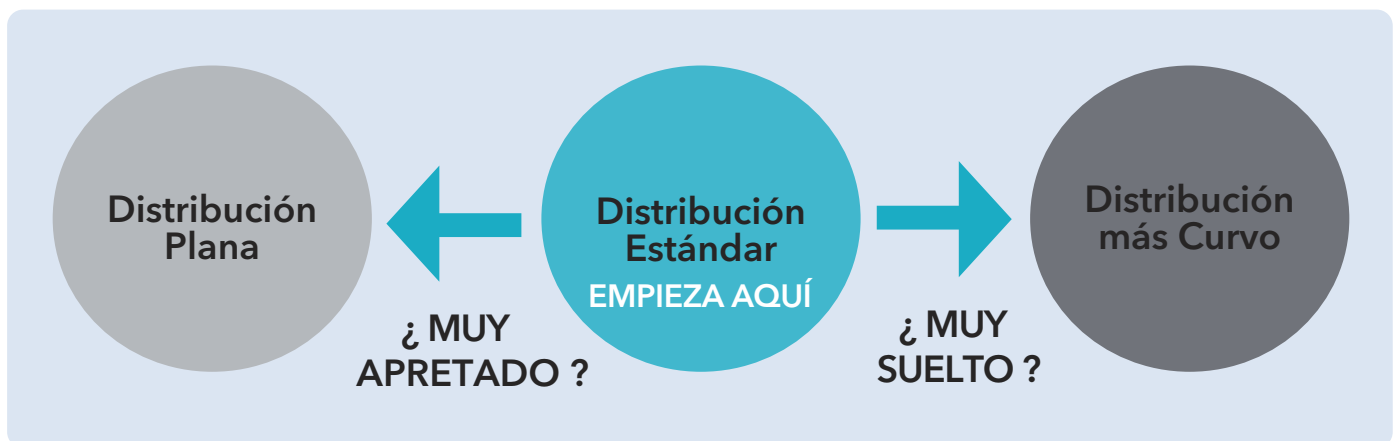 Distribución
Plana
¿ MUY
APRETADO ?
Distribución
Estándar
EMPIEZA AQUÍ
¿ MUY
SUELTO ?
Distribución
más Curvo